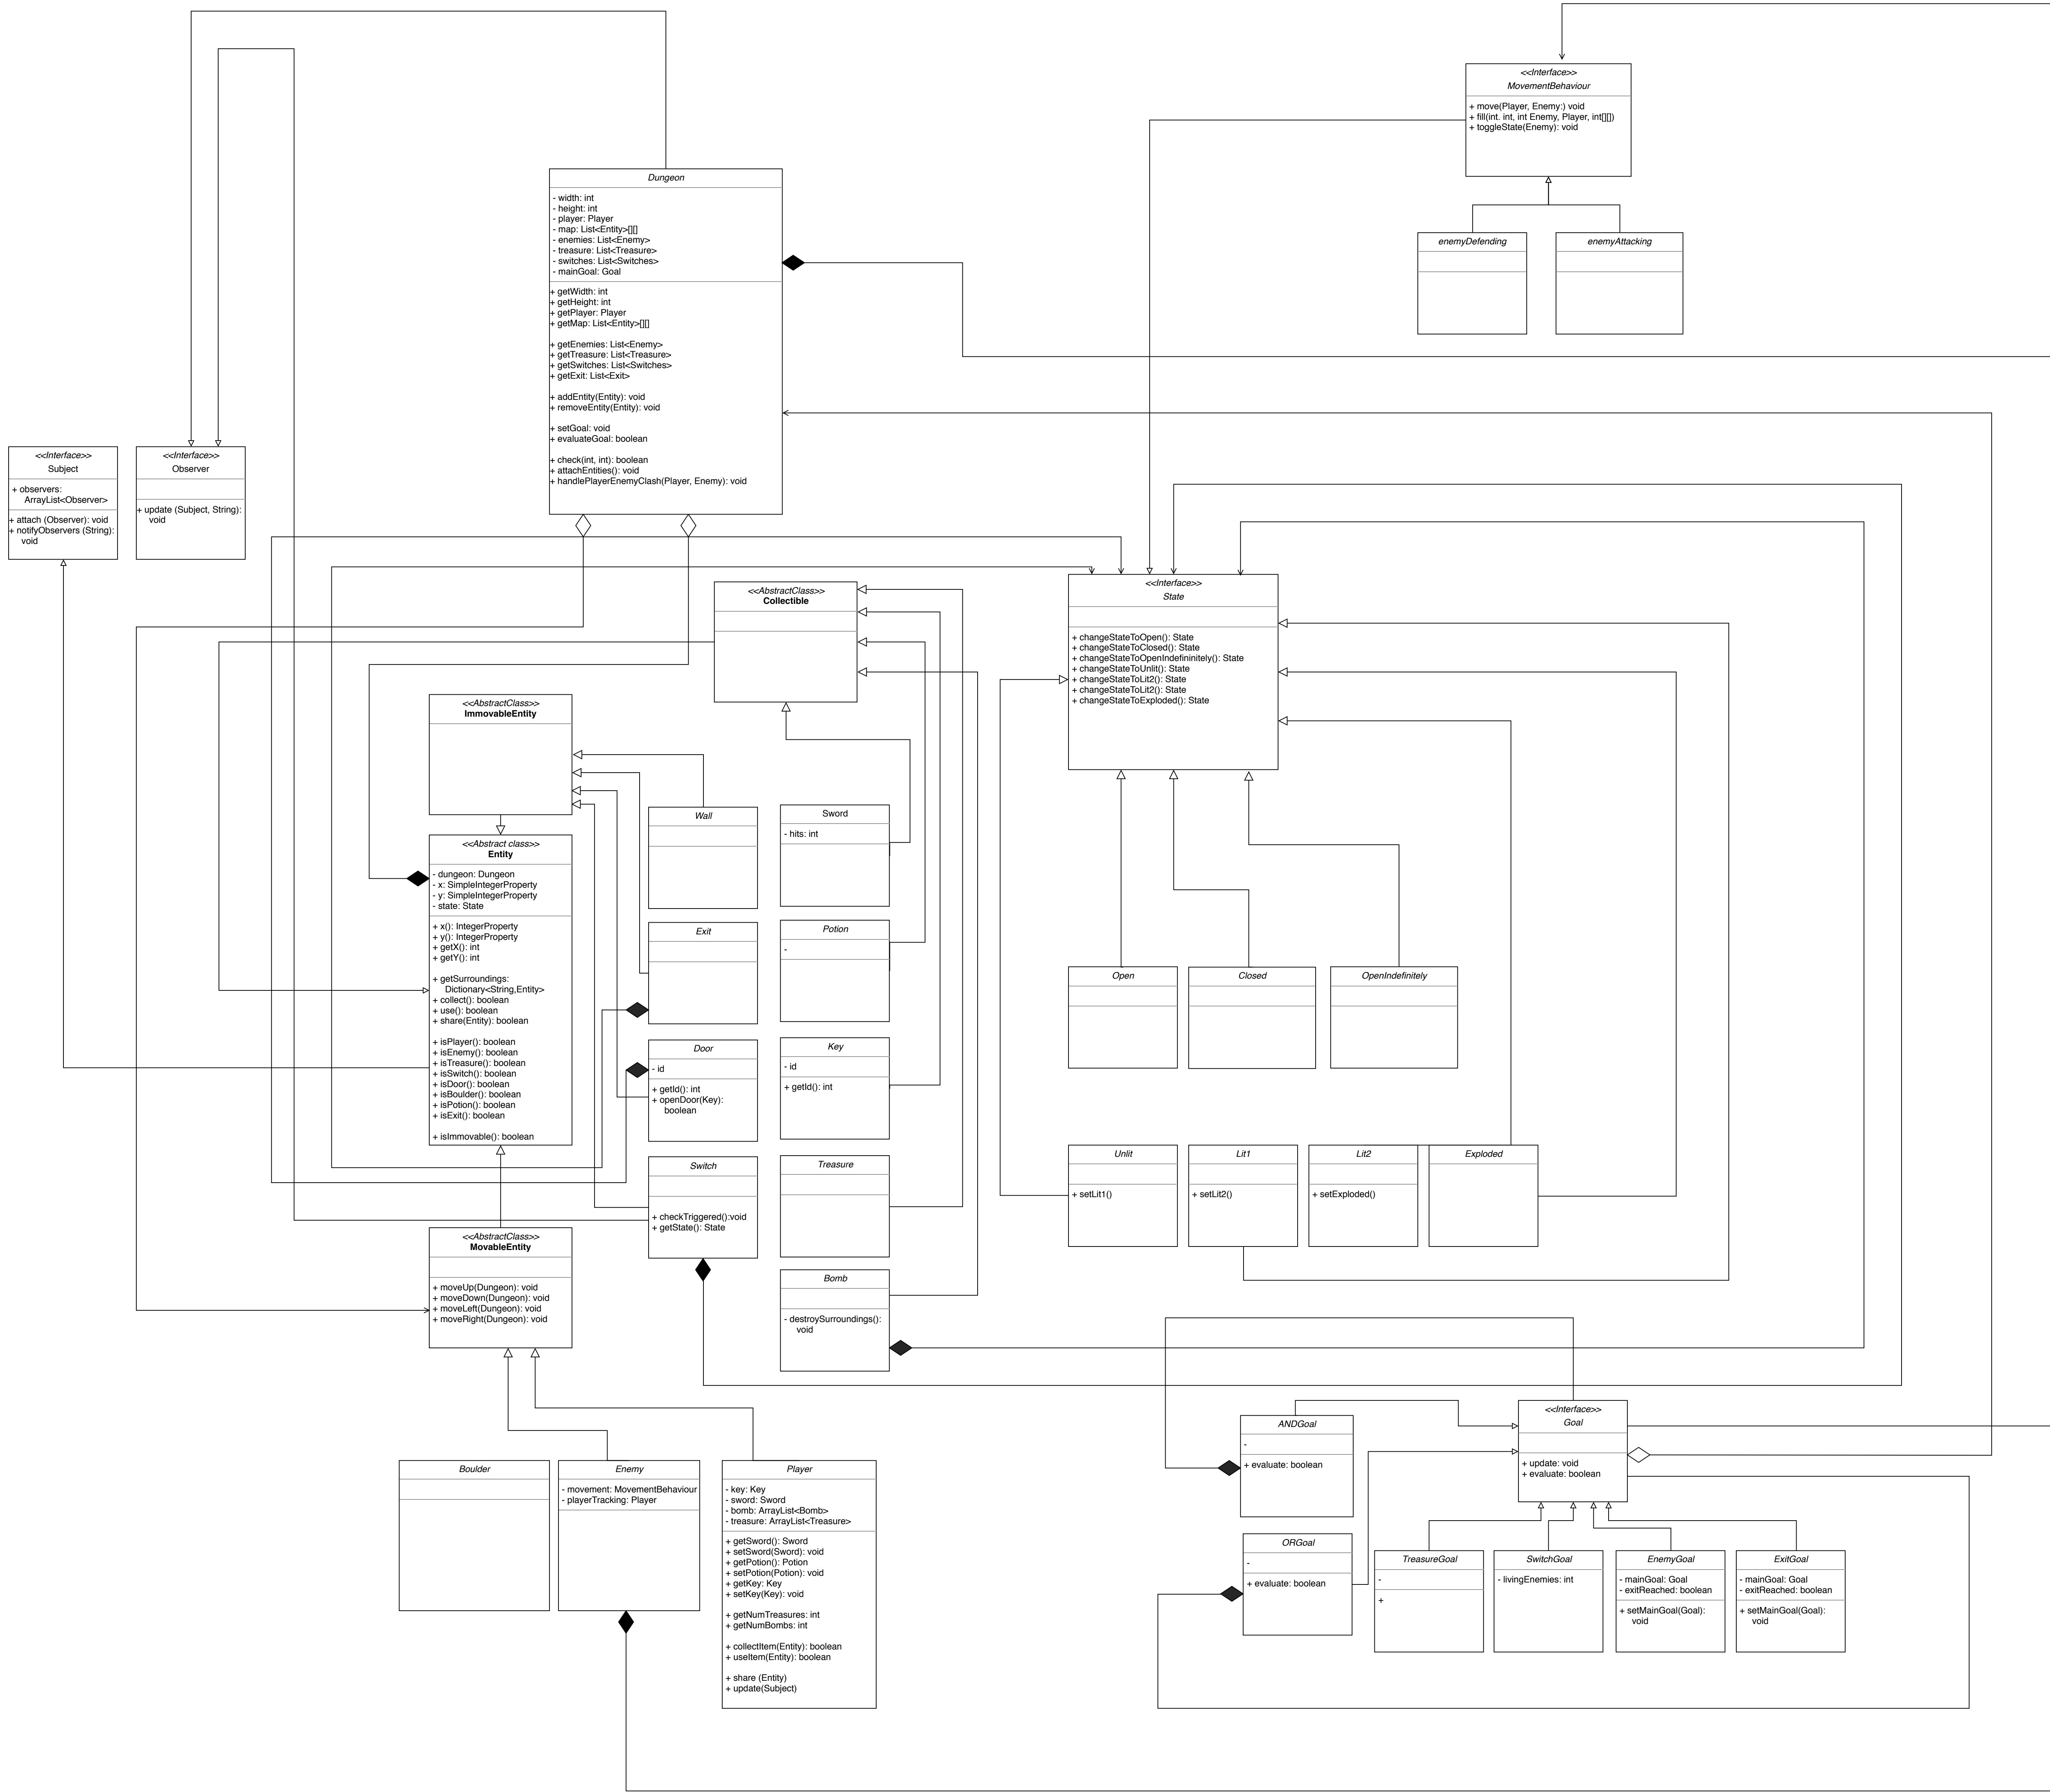 <<Interface>>
MovementBehaviour
+ move(Player, Enemy:) void
+ fill(int. int, int Enemy, Player, int[][])
+ toggleState(Enemy): void
enemyDefending
enemyAttacking
Dungeon
- width: int
- height: int
- player: Player
- map: List<Entity>[][]
- enemies: List<Enemy>
- treasure: List<Treasure>
- switches: List<Switches>
- mainGoal: Goal
+ getWidth: int
+ getHeight: int
+ getPlayer: Player
+ getMap: List<Entity>[][]
+ getEnemies: List<Enemy>
+ getTreasure: List<Treasure>
+ getSwitches: List<Switches>
+ getExit: List<Exit>
+ addEntity(Entity): void
+ removeEntity(Entity): void
+ setGoal: void
+ evaluateGoal: boolean
+ check(int, int): boolean
+ attachEntities(): void
+ handlePlayerEnemyClash(Player, Enemy): void
<<Interface>>
Subject
+ observers:
ArrayList<Observer>
+ attach (Observer): void
+ notifyObservers (String):
void
<<Interface>>
Observer
+ update (Subject, String):
void
<<AbstractClass>>
Collectible
<<Interface>>
State
+ changeStateToOpen(): State
+ changeStateToClosed(): State
+ changeStateToOpenIndefininitely(): State
+ changeStateToUnlit(): State
+ changeStateToLit2(): State
+ changeStateToLit2(): State
+ changeStateToExploded(): State
<<AbstractClass>>
ImmovableEntity
<<Abstract class>>
Entity
- dungeon: Dungeon
- x: SimpleIntegerProperty
- y: SimpleIntegerProperty
- state: State
+ x(): IntegerProperty
+ y(): IntegerProperty
+ getX(): int
+ getY(): int
+ getSurroundings:
Dictionary<String,Entity>
+ collect(): boolean
+ use(): boolean
+ share(Entity): boolean
+ isPlayer(): boolean
+ isEnemy(): boolean
+ isTreasure(): boolean
+ isSwitch(): boolean
+ isDoor(): boolean
+ isBoulder(): boolean
+ isPotion(): boolean
+ isExit(): boolean
+ isImmovable(): boolean
Wall
Sword
- hits: int
Exit
Potion
-
Door
- id
+ getId(): int
+ openDoor(Key):
boolean
Key
- id
+ getId(): int
Switch
+ checkTriggered():void
+ getState(): State
Treasure
Bomb
- destroySurroundings():
void
Open
Closed
OpenIndefinitely
Unlit
+ setLit1()
Lit1
+ setLit2()
Lit2
+ setExploded()
Exploded
<<AbstractClass>>
MovableEntity
+ moveUp(Dungeon): void
+ moveDown(Dungeon): void
+ moveLeft(Dungeon): void
+ moveRight(Dungeon): void
Boulder
Enemy
- movement: MovementBehaviour
- playerTracking: Player
Player
- key: Key
- sword: Sword
- bomb: ArrayList<Bomb>
- treasure: ArrayList<Treasure>
+ getSword(): Sword
+ setSword(Sword): void
+ getPotion(): Potion
+ setPotion(Potion): void
+ getKey: Key
+ setKey(Key): void
+ getNumTreasures: int
+ getNumBombs: int
+ collectItem(Entity): boolean
+ useItem(Entity): boolean
+ share (Entity)
+ update(Subject)
ANDGoal
-
+ evaluate: boolean
<<Interface>>
Goal
+ update: void
+ evaluate: boolean
ORGoal
-
+ evaluate: boolean
TreasureGoal
-
+
SwitchGoal
- livingEnemies: int
EnemyGoal
- mainGoal: Goal
- exitReached: boolean
+ setMainGoal(Goal):
void
ExitGoal
- mainGoal: Goal
- exitReached: boolean
+ setMainGoal(Goal):
void